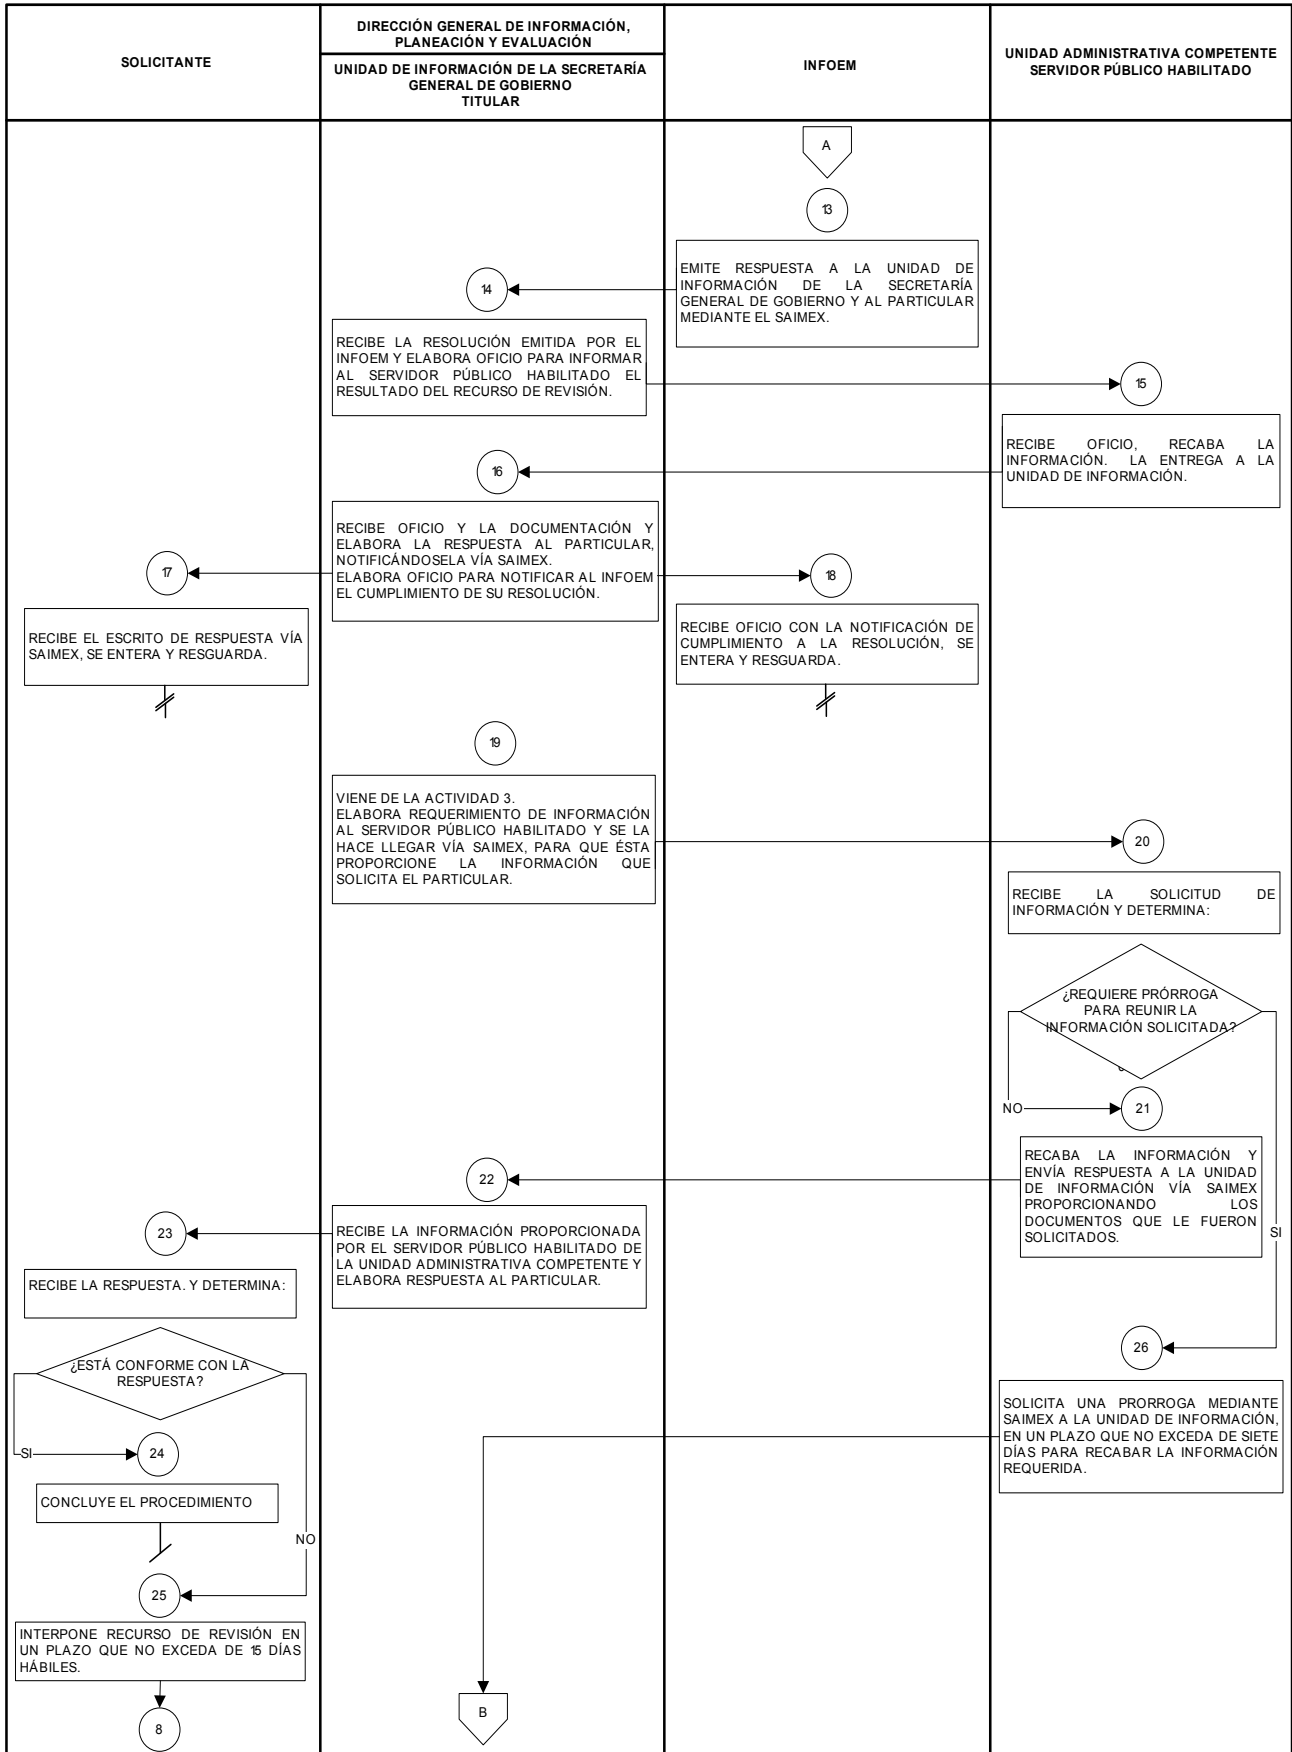 SOLICITANTE
DIRECCIÓN GENERAL DE INFORMACIÓN,
PLANEACIÓN Y EVALUACIÓN
UNIDAD DE INFORMACIÓN DE LA SECRETARÍA
GENERAL DE GOBIERNO
TITULAR
INFOEM
UNIDAD ADMINISTRATIVA COMPETENTE
SERVIDOR PÚBLICO HABILITADO
A
13
EMITE RESPUESTA A LA UNIDAD DE
INFORMACIÓN DE LA SECRETARÍA
GENERAL DE GOBIERNO Y AL PARTICULAR
MEDIANTE EL SAIMEX.
14
RECIBE LA RESOLUCIÓN EMITIDA POR EL
INFOEM Y ELABORA OFICIO PARA INFORMAR
AL SERVIDOR PÚBLICO HABILITADO EL
RESULTADO DEL RECURSO DE REVISIÓN.
15
RECIBE OFICIO, RECABA LA
INFORMACIÓN. LA ENTREGA A LA
UNIDAD DE INFORMACIÓN.
16
RECIBE OFICIO Y LA DOCUMENTACIÓN Y
ELABORA LA RESPUESTA AL PARTICULAR,
NOTIFICÁNDOSELA VÍA SAIMEX.
ELABORA OFICIO PARA NOTIFICAR AL INFOEM
EL CUMPLIMIENTO DE SU RESOLUCIÓN.
17
RECIBE EL ESCRITO DE RESPUESTA VÍA
SAIMEX, SE ENTERA Y RESGUARDA.
18
RECIBE OFICIO CON LA NOTIFICACIÓN DE
CUMPLIMIENTO A LA RESOLUCIÓN, SE
ENTERA Y RESGUARDA.
19
VIENE DE LA ACTIVIDAD 3.
ELABORA REQUERIMIENTO DE INFORMACIÓN
AL SERVIDOR PÚBLICO HABILITADO Y SE LA
HACE LLEGAR VÍA SAIMEX, PARA QUE ÉSTA
PROPORCIONE LA INFORMACIÓN QUE
SOLICITA EL PARTICULAR.
20
RECIBE LA SOLICITUD DE
INFORMACIÓN Y DETERMINA:
¿REQUIERE PRÓRROGA
PARA REUNIR LA
INFORMACIÓN SOLICITADA?
NO
21
RECABA LA INFORMACIÓN Y
ENVÍA RESPUESTA A LA UNIDAD
DE INFORMACIÓN VÍA SAIMEX
PROPORCIONANDO LOS
DOCUMENTOS QUE LE FUERON
SOLICITADOS.
SI
22
RECIBE LA INFORMACIÓN PROPORCIONADA
POR EL SERVIDOR PÚBLICO HABILITADO DE
LA UNIDAD ADMINISTRATIVA COMPETENTE Y
ELABORA RESPUESTA AL PARTICULAR.
23
RECIBE LA RESPUESTA. Y DETERMINA:
¿ESTÁ CONFORME CON LA
RESPUESTA?
SI
24
CONCLUYE EL PROCEDIMIENTO
NO
25
INTERPONE RECURSO DE REVISIÓN EN
UN PLAZO QUE NO EXCEDA DE 15 DÍAS
HÁBILES.
8
26
SOLICITA UNA PRORROGA MEDIANTE
SAIMEX A LA UNIDAD DE INFORMACIÓN,
EN UN PLAZO QUE NO EXCEDA DE SIETE
DÍAS PARA RECABAR LA INFORMACIÓN
REQUERIDA.
B